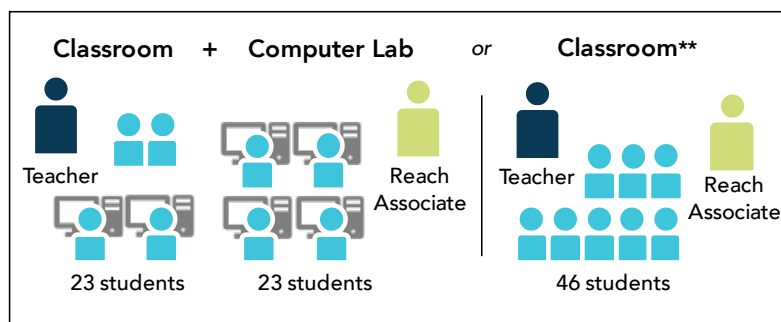 Classroom + Computer Lab or Classroom**
Teacher
Reach
Associate
Teacher
Reach
Associate
23 students
23 students
46 students